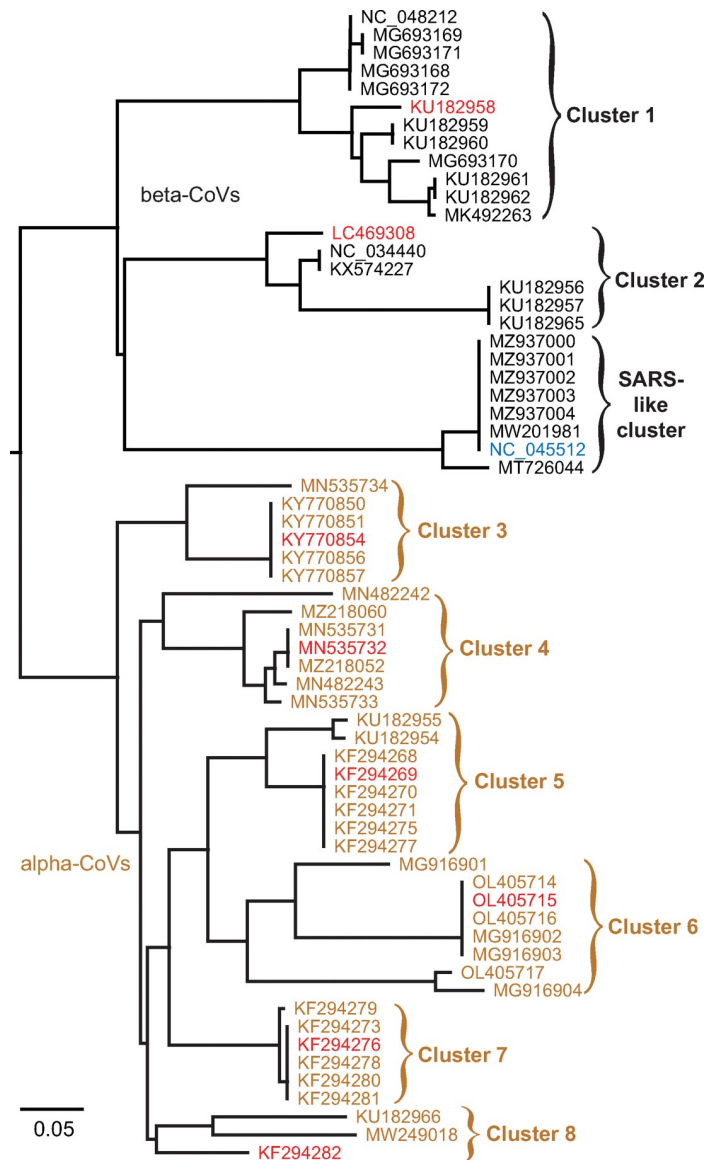 NC_048212
MG693169
MG693171
MG693168
MG693172
KU182958
Cluster 1
KU182959
KU182960
MG693170
KU182961
KU182962
MK492263
beta-CoVs
LC469308
NC_034440
KX574227
Cluster 2
KU182956
KU182957
KU182965
MZ937000
MZ937001
MZ937002
MZ937003
MZ937004
MW201981
NC_045512
MT726044
SARS-
like
cluster
MN535734
KY770850
KY770851
KY770854
KY770856
KY770857
Cluster 3
MN482242
MZ218060
MN535731
MN535732
MZ218052
MN482243
MN535733
Cluster 4
KU182955
KU182954
KF294268
KF294269
KF294270
KF294271
KF294275
KF294277
Cluster 5
alpha-CoVs
MG916901
OL405714
OL405715
OL405716
MG916902
MG916903
OL405717
MG916904
Cluster 6
KF294279
KF294273
KF294276
KF294278
KF294280
KF294281
Cluster 7
KU182966
MW249018
KF294282
Cluster 8
0.05